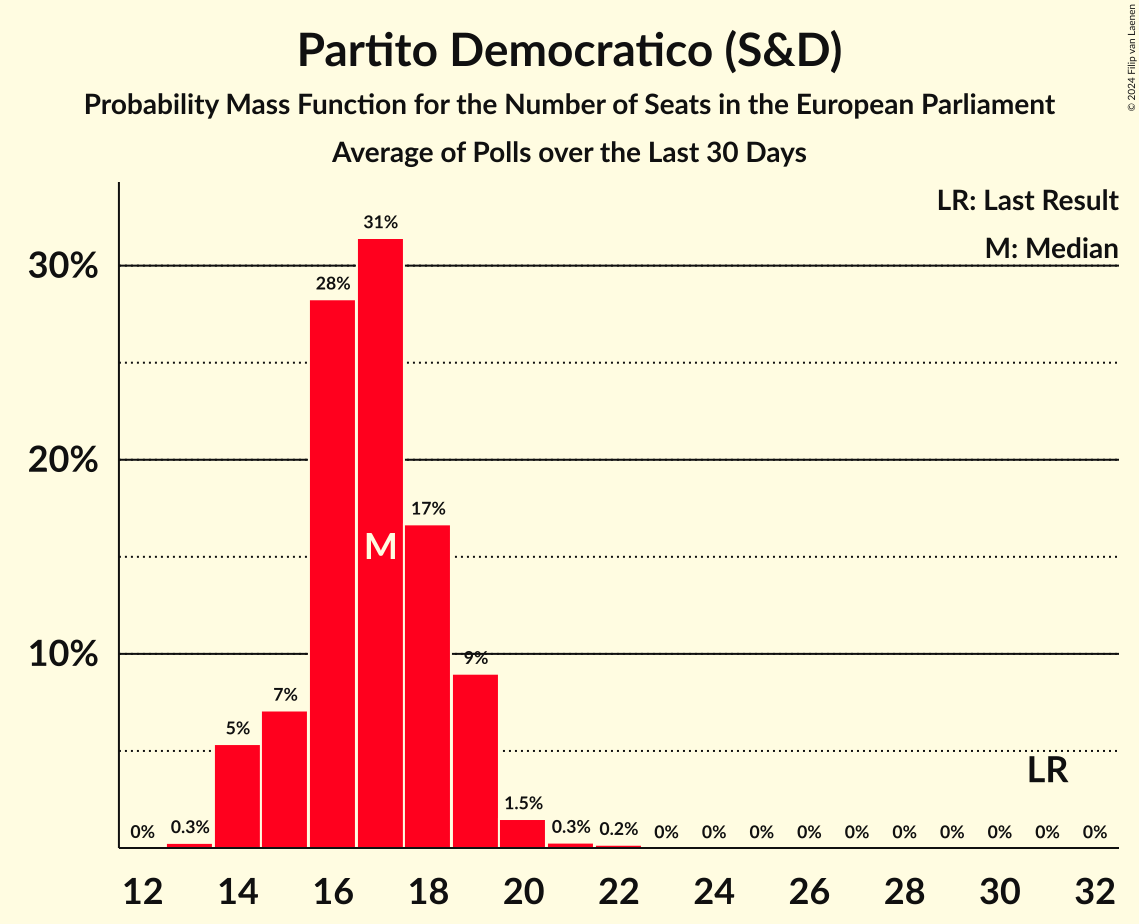 Partito Democratico (S&D)
Probability Mass Function for the Number of Seats in the European Parliament
Average of Polls over the Last 30 Days
© 2024 Filip van Laenen
LR: Last Result
M: Median
30%
20%
10%
0% 0.3% 5% 7% 28% 31% 17% 9% 1.5% 0.3% 0.2% 0% 0% 0% 0% 0% 0% 0% 0% 0% 0%
M
LR
12 14 16 18 20 22 24 26 28 30 32